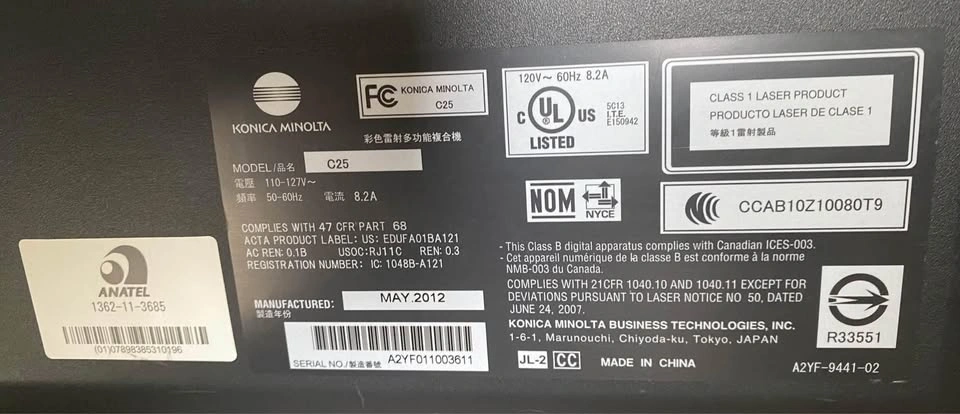 KONICA MINOLTA
FC KONICA MINOLTA
C25
彩色雷射多功能複合機
MODEL/品名 C25
電壓 110-127V～
頻率 50-60Hz 電流 8.2A
COMPLIES WITH 47 CFR PART 68
ACTA PRODUCT LABEL: US: EDUFA01BA121
AC REN: 0.1B USOC: RJ11C REN: 0.3
REGISTRATION NUMBER: IC: 1048B-A121
MANUFACTURED: MAY.2012
製造年份
SERIAL NO./製造番號 A2YF011003611
ANATEL
1362-11-3685
(01)07898385310196
120V～ 60Hz 8.2A
C UL® US
LISTED
5C13
I.T.E.
E150942
NOM NYCE
CLASS 1 LASER PRODUCT
PRODUCTO LASER DE CLASE 1
等級1雷射製品
CCAB10Z10080T9
- This Class B digital apparatus complies with Canadian ICES-003.
- Cet appareil numérique de la classe B est conforme à la norme
NMB-003 du Canada.
COMPLIES WITH 21CFR 1040.10 AND 1040.11 EXCEPT FOR
DEVIATIONS PURSUANT TO LASER NOTICE NO 50, DATED
JUNE 24, 2007.
KONICA MINOLTA BUSINESS TECHNOLOGIES, INC.
1-6-1, Marunouchi, Chiyoda-ku, Tokyo, JAPAN
JL-2 CC MADE IN CHINA
R33551
A2YF-9441-02